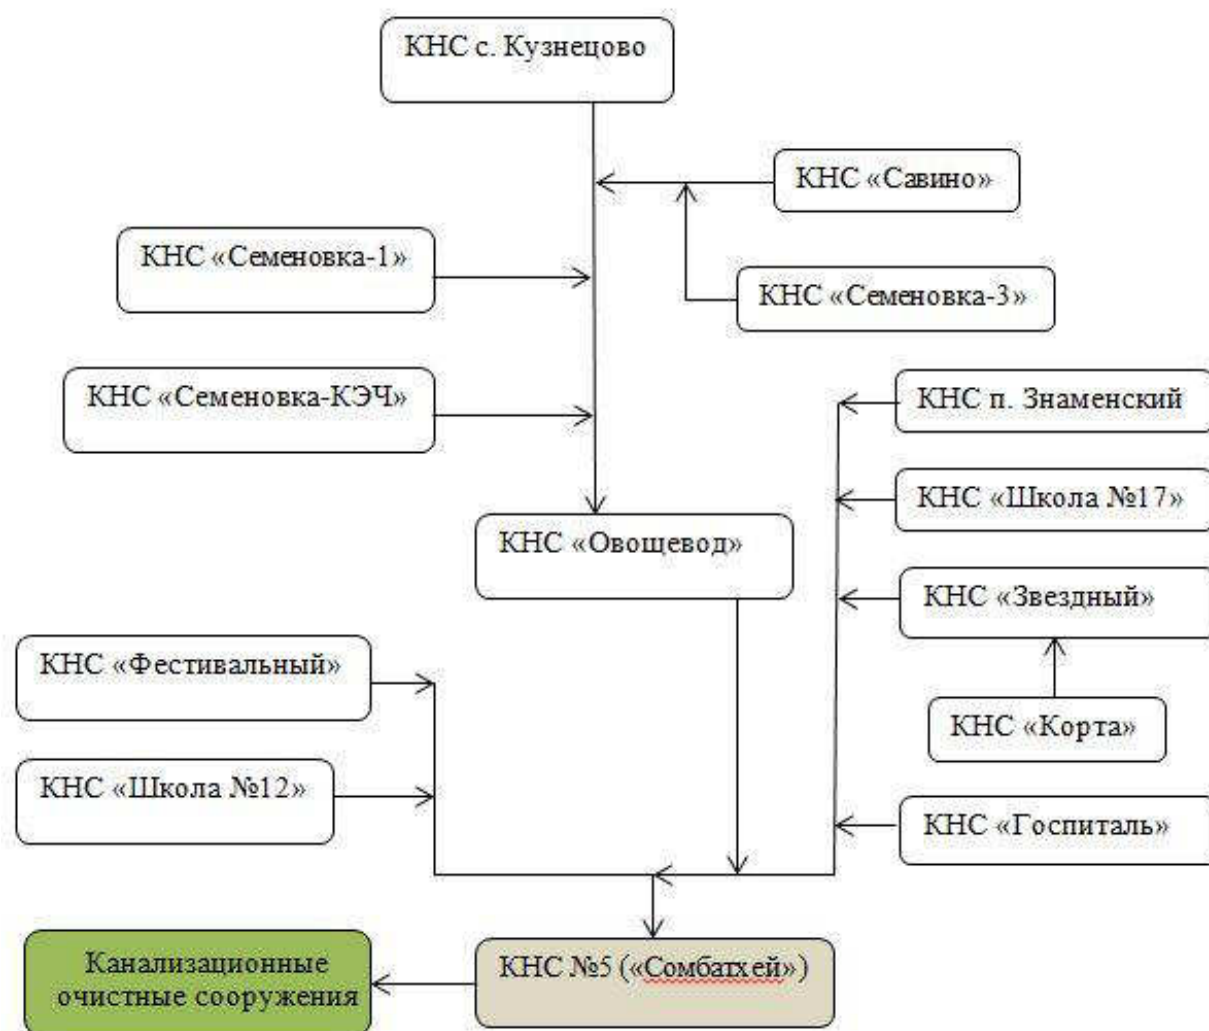 КНС с. Кузнецово
КНС «Савино»
КНС «Семеновка-1»
КНС «Семеновка-3»
КНС «Семеновка-КЭЧ»
КНС п. Знаменский
КНС «Школа №17»
КНС «Овощевод»
КНС «Звездный»
КНС «Фестивальный»
КНС «Корта»
КНС «Школа №12»
КНС «Госпиталь»
Канализационные
очистные сооружения
КНС №5 («Сомбатхей»)